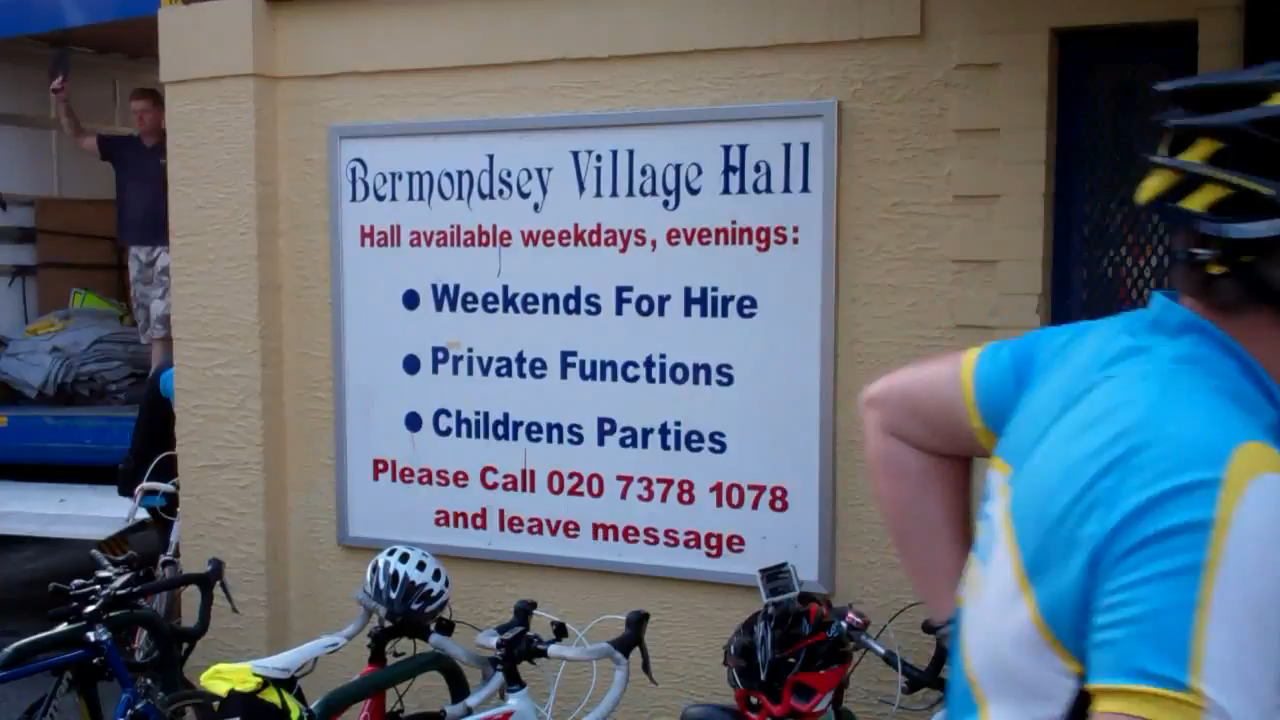 Bermondsey Village Hall
Hall available weekdays, evenings:
● Weekends For Hire
● Private Functions
● Childrens Parties
Please Call 020 7378 1078
and leave message